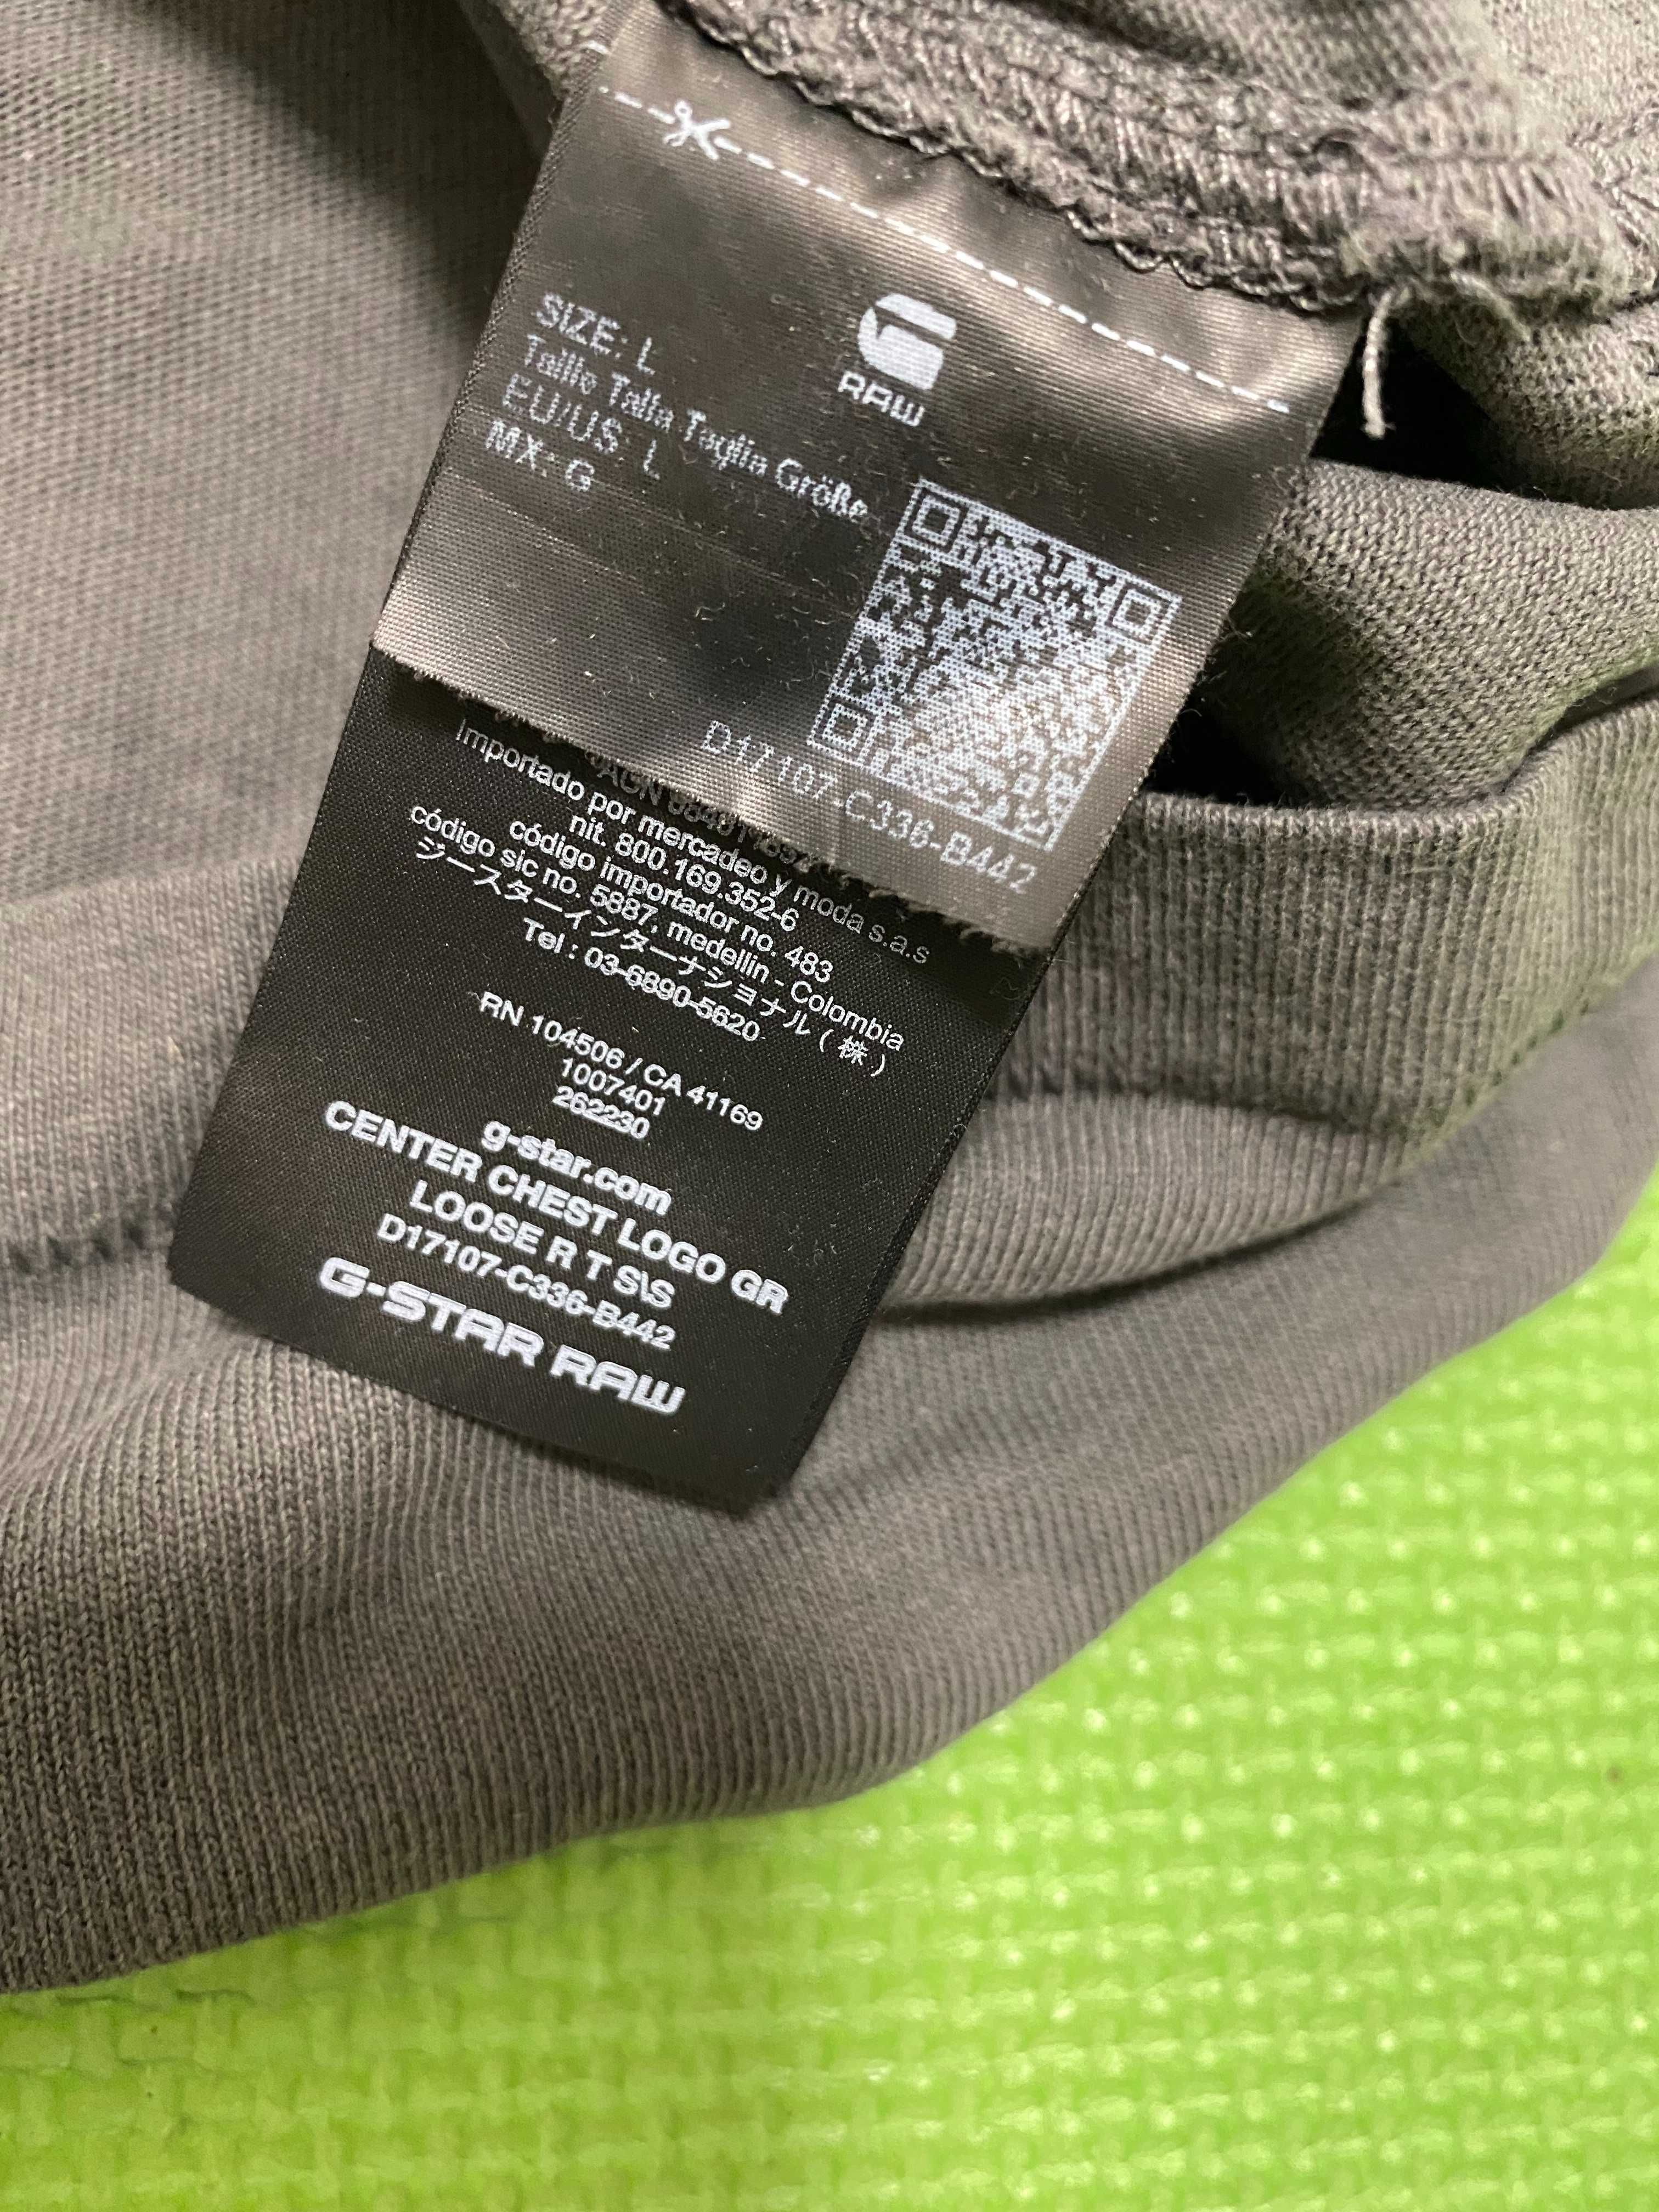 RAW
SIZE: L
Taille Talla Taglia Größe
EU/US: L
MX: G
D17107-C336-B442
Importado por mercadeo y moda s.a.s
nit. 800.169.352-6
código importador no. 483
código sic no. 5887, medellin - Colombia
ジースターインターナショナル ( 株 )
Tel : 03-6890-5620
RN 104506 / CA 41169
1007401
262230
g-star.com
CENTER CHEST LOGO GR
LOOSE R T S\S
D17107-C336-B442
G-STAR RAW